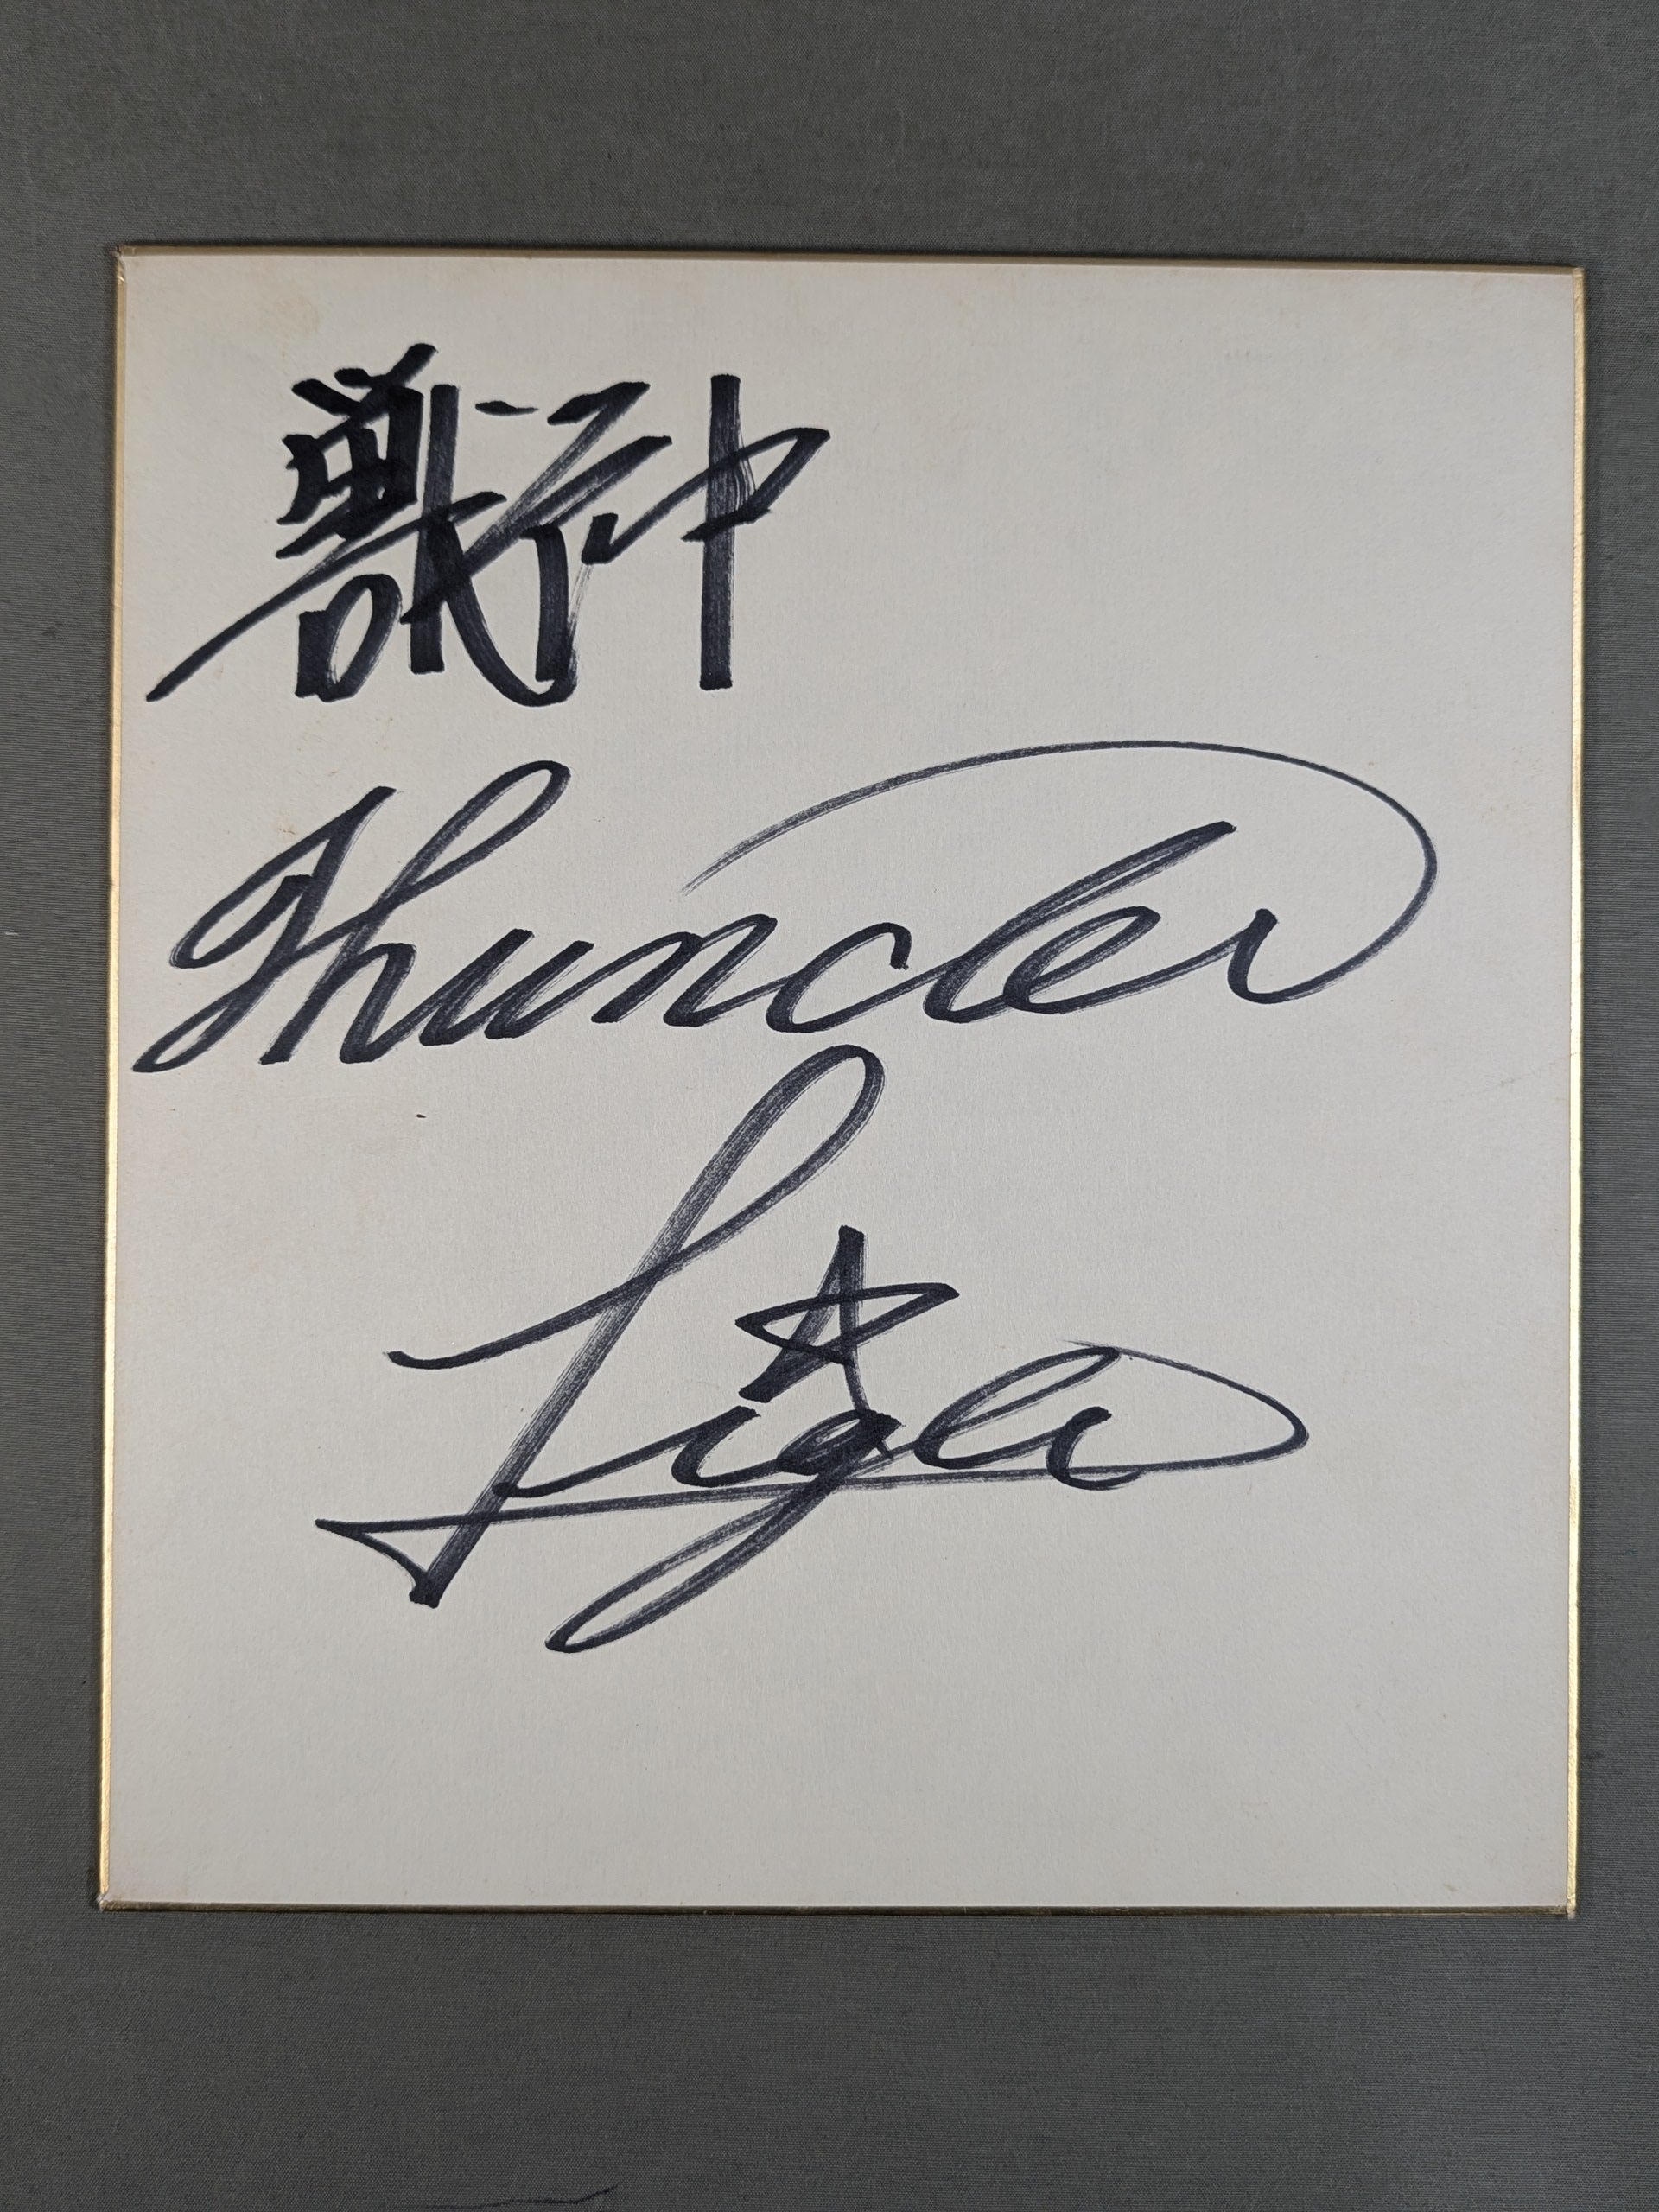 獣神
Thunder
Liger